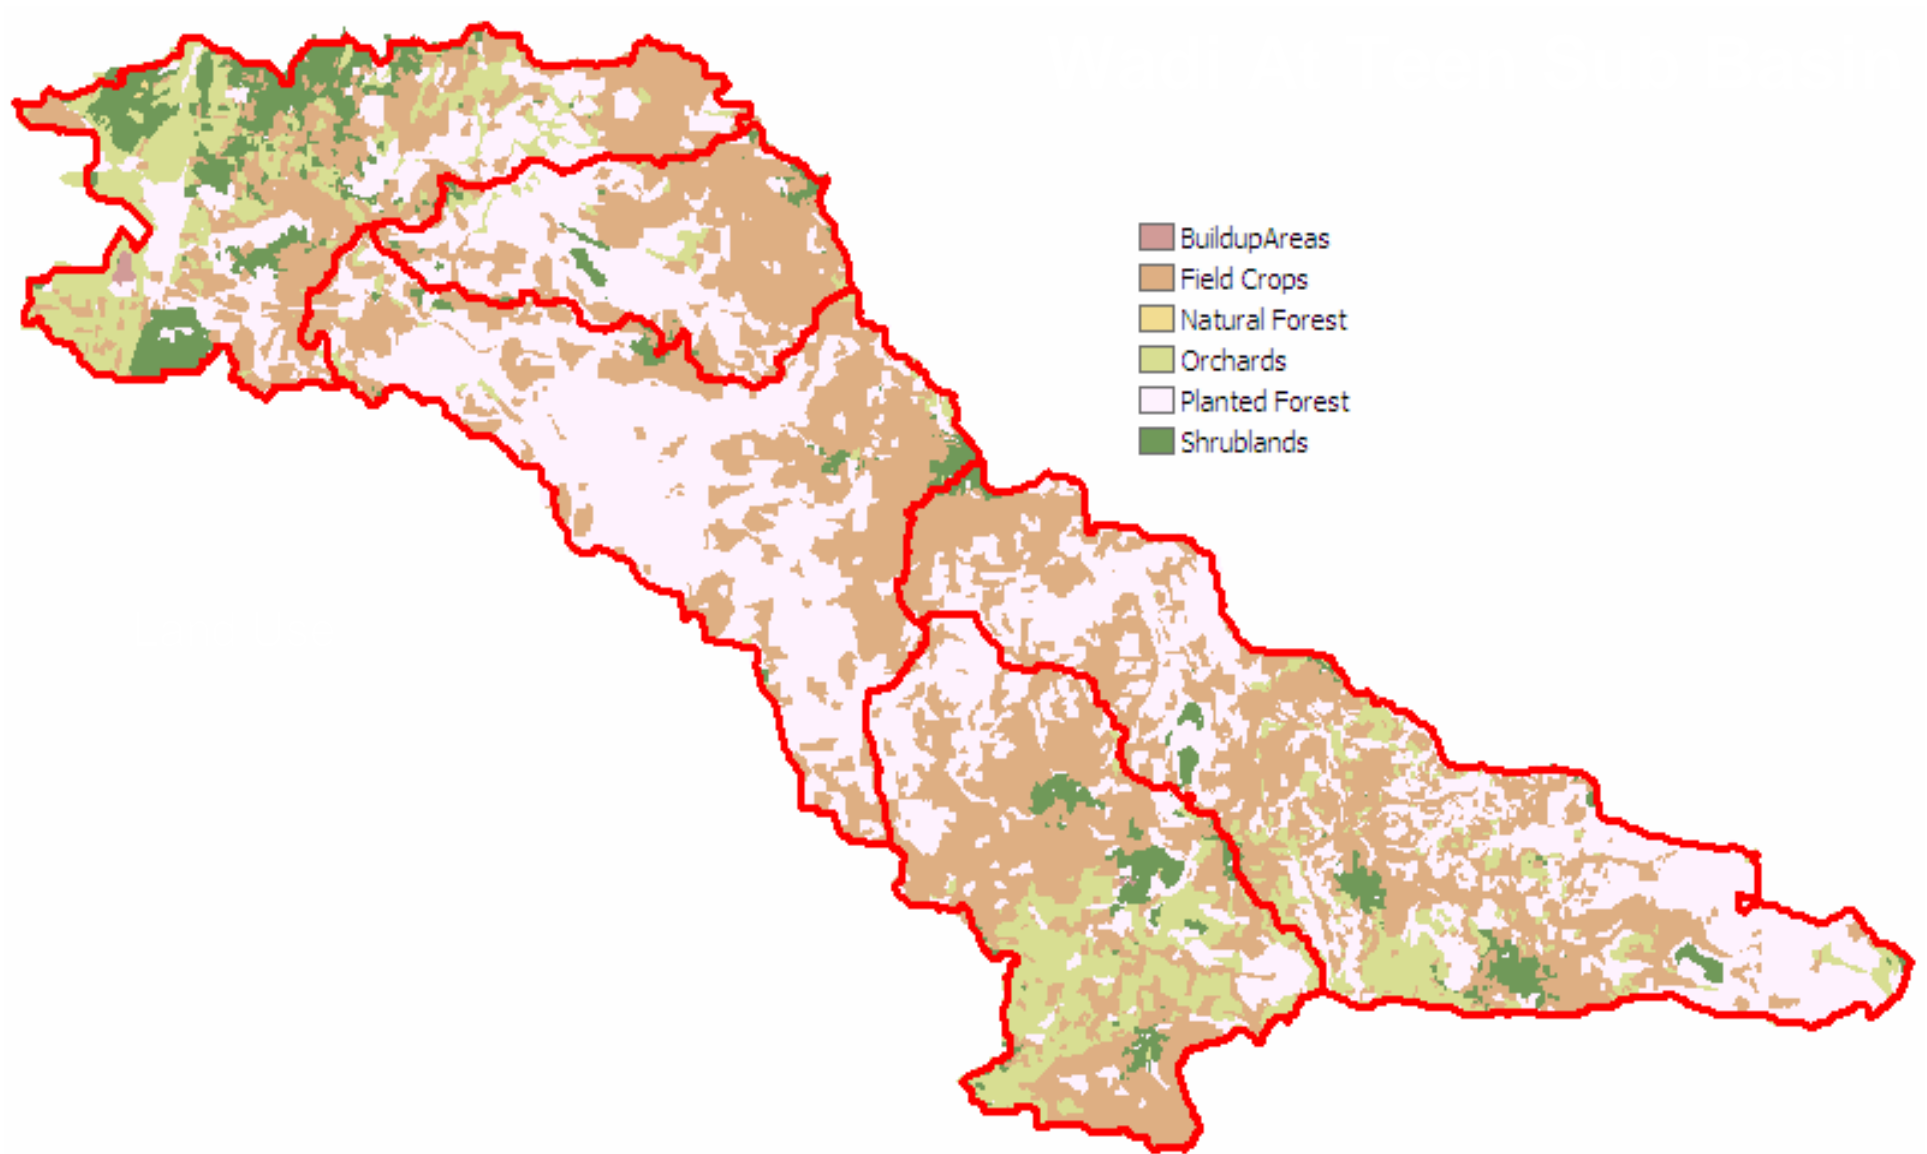 BuildupAreas
Field Crops
Natural Forest
Orchards
Planted Forest
Shrublands